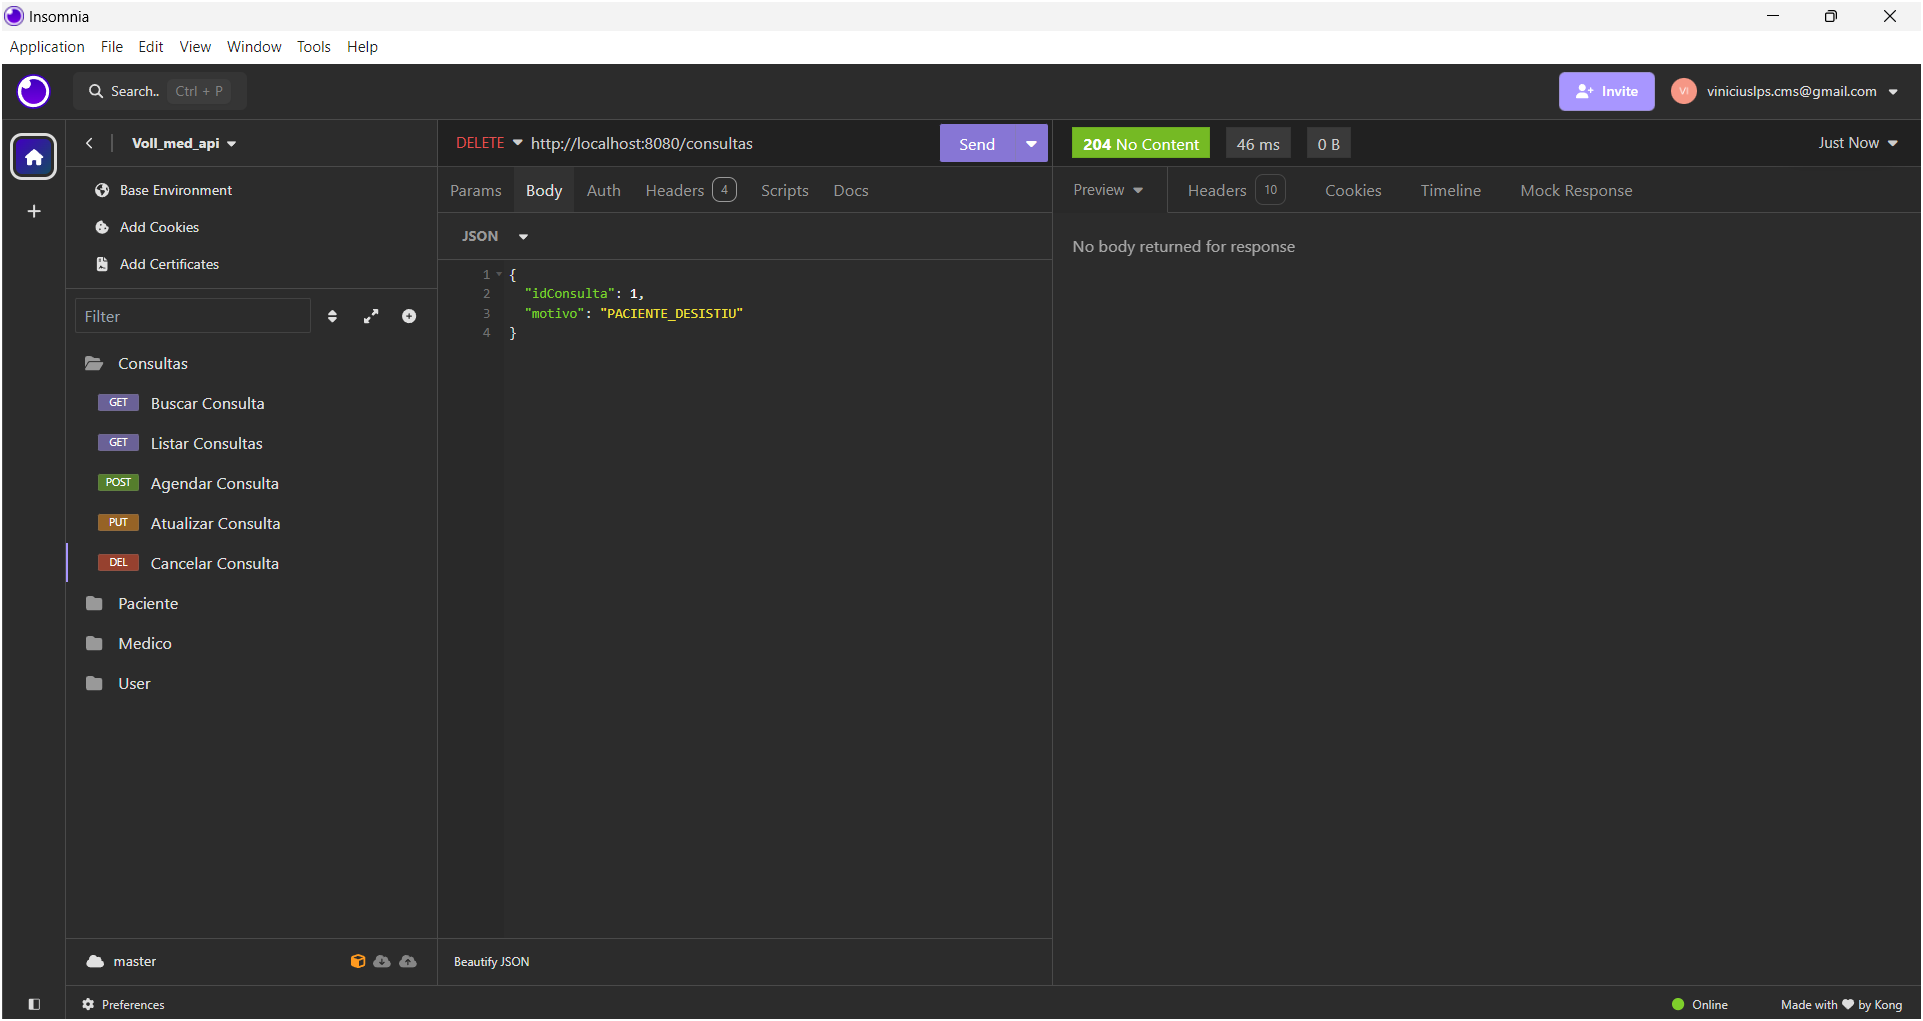 Insomnia
Application File Edit View Window Tools Help
Search.. Ctrl + P
Invite
VI viniciuslps.cms@gmail.com
Voll_med_api
Base Environment
Add Cookies
Add Certificates
Filter
Consultas
GET Buscar Consulta
GET Listar Consultas
POST Agendar Consulta
PUT Atualizar Consulta
DEL Cancelar Consulta
Paciente
Medico
User
master
Preferences
DELETE http://localhost:8080/consultas Send
Params Body Auth Headers 4 Scripts Docs
JSON
1 {
2 "idConsulta": 1,
3 "motivo": "PACIENTE_DESISTIU"
4 }
Beautify JSON
204 No Content 46 ms 0 B Just Now
Preview Headers 10 Cookies Timeline Mock Response
No body returned for response
Online Made with ❤ by Kong